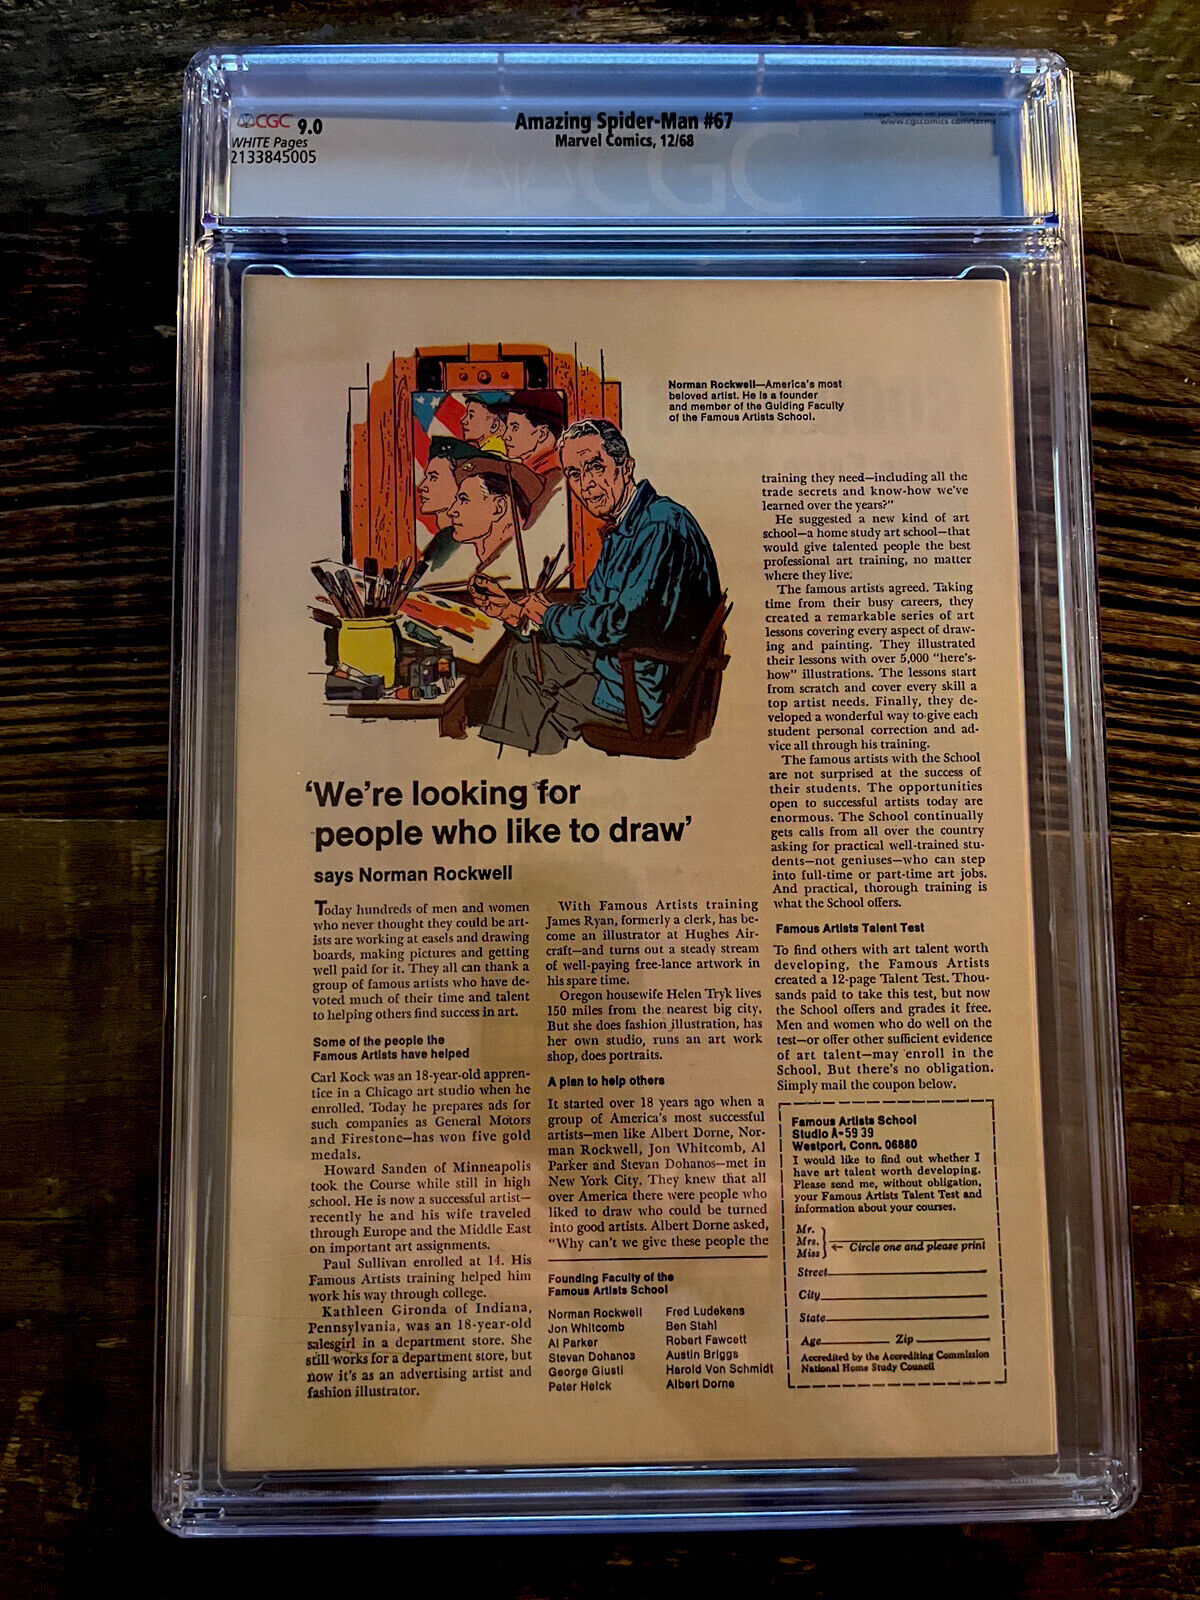 CGC 9.0
WHITE Pages
2133845005
Amazing Spider-Man #67
Marvel Comics, 12/68
www.cgccomics.com/terms
CGC
Norman Rockwell—America's most
beloved artist. He is a founder
and member of the Guiding Faculty
of the Famous Artists School.
'We're looking for
people who like to draw'
says Norman Rockwell
Today hundreds of men and women
who never thought they could be art-
ists are working at easels and drawing
boards, making pictures and getting
well paid for it. They all can thank a
group of famous artists who have de-
voted much of their time and talent
to helping others find success in art.
Some of the people the
Famous Artists have helped
Carl Kock was an 18-year-old appren-
tice in a Chicago art studio when he
enrolled. Today he prepares ads for
such companies as General Motors
and Firestone—has won five gold
medals.
Howard Sanden of Minneapolis
took the Course while still in high
school. He is now a successful artist—
recently he and his wife traveled
through Europe and the Middle East
on important art assignments.
Paul Sullivan enrolled at 14. His
Famous Artists training helped him
work his way through college.
Kathleen Gironda of Indiana,
Pennsylvania, was an 18-year-old
salesgirl in a department store. She
still works for a department store, but
now it's as an advertising artist and
fashion illustrator.
With Famous Artists training
James Ryan, formerly a clerk, has be-
come an illustrator at Hughes Air-
craft—and turns out a steady stream
of well-paying free-lance artwork in
his spare time.
Oregon housewife Helen Tryk lives
150 miles from the nearest big city.
But she does fashion illustration, has
her own studio, runs an art work
shop, does portraits.
A plan to help others
It started over 18 years ago when a
group of America's most successful
artists—men like Albert Dorne, Nor-
man Rockwell, Jon Whitcomb, Al
Parker and Stevan Dohanos—met in
New York City. They knew that all
over America there were people who
liked to draw who could be turned
into good artists. Albert Dorne asked,
"Why can't we give these people the
Founding Faculty of the
Famous Artists School
Norman Rockwell
Jon Whitcomb
Al Parker
Stevan Dohanos
George Giusti
Peter Helck
Fred Ludekens
Ben Stahl
Robert Fawcett
Austin Briggs
Harold Von Schmidt
Albert Dorne
training they need—including all the
trade secrets and know-how we've
learned over the years?"
He suggested a new kind of art
school—a home study art school—that
would give talented people the best
professional art training, no matter
where they live.
The famous artists agreed. Taking
time from their busy careers, they
created a remarkable series of art
lessons covering every aspect of draw-
ing and painting. They illustrated
their lessons with over 5,000 "here's-
how" illustrations. The lessons start
from scratch and cover every skill a
top artist needs. Finally, they de-
veloped a wonderful way to give each
student personal correction and ad-
vice all through his training.
The famous artists with the School
are not surprised at the success of
their students. The opportunities
open to successful artists today are
enormous. The School continually
gets calls from all over the country
asking for practical well-trained stu-
dents—not geniuses—who can step
into full-time or part-time art jobs.
And practical, thorough training is
what the School offers.
Famous Artists Talent Test
To find others with art talent worth
developing, the Famous Artists
created a 12-page Talent Test. Thou-
sands paid to take this test, but now
the School offers and grades it free.
Men and women who do well on the
test—or offer other sufficient evidence
of art talent—may enroll in the
School. But there's no obligation.
Simply mail the coupon below.
Famous Artists School
Studio A-59 39
Westport, Conn. 06880
I would like to find out whether I
have art talent worth developing.
Please send me, without obligation,
your Famous Artists Talent Test and
information about your courses.
Mr.
Mrs.
Miss
← Circle one and please print
Street
City
State
Age Zip
Accredited by the Accrediting Commission
National Home Study Council